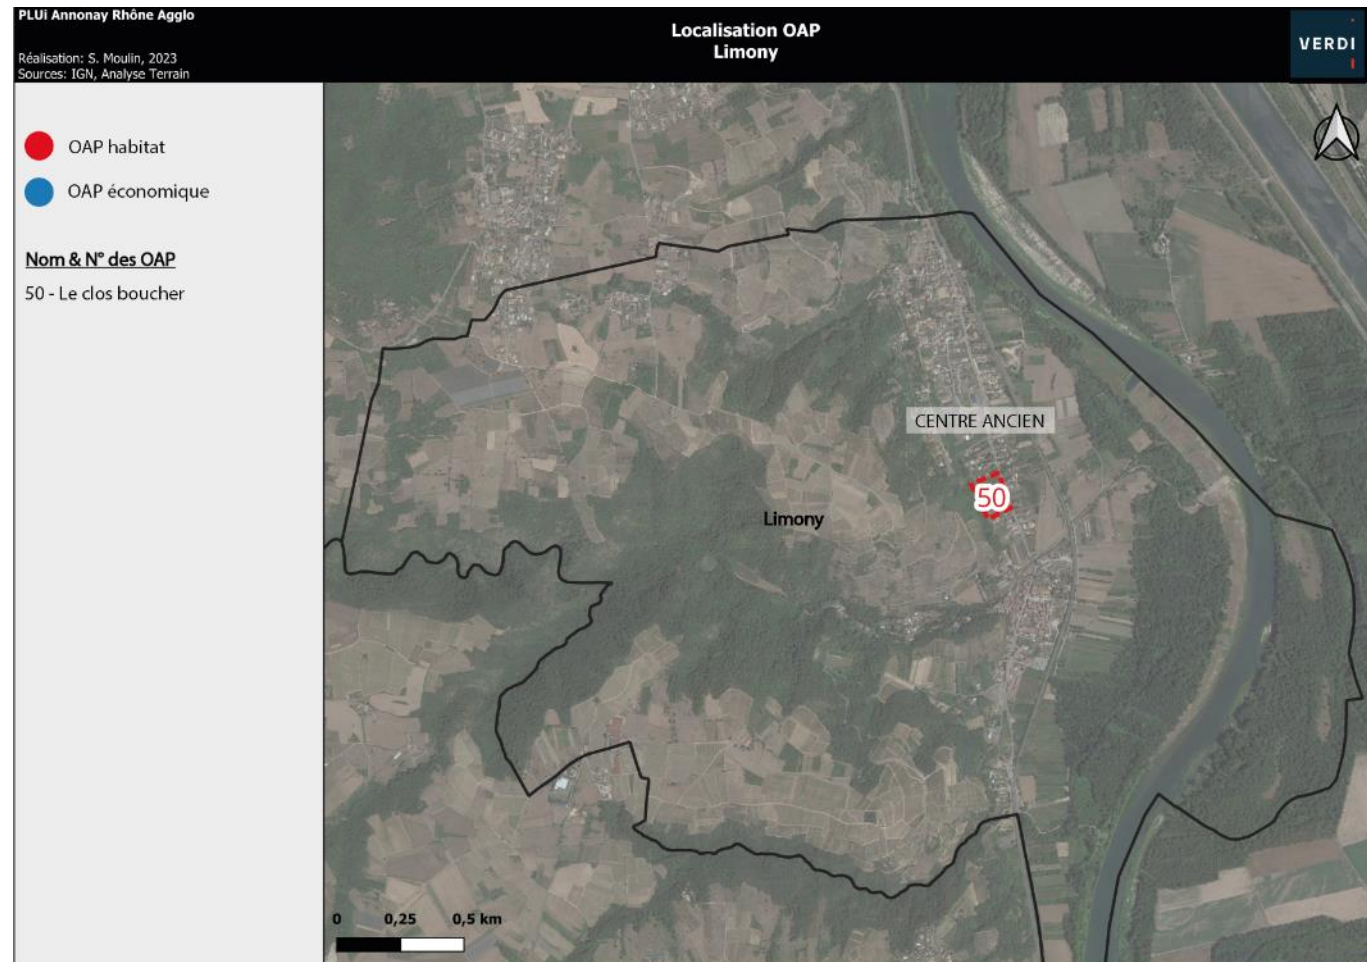 PLUi Annonay Rhône Agglo
Réalisation: S. Moulin, 2023
Sources: IGN, Analyse Terrain
Localisation OAP
Limony
VERDI
OAP habitat
OAP économique
Nom & N° des OAP
50 - Le clos boucher
CENTRE ANCIEN
50
Limony
0 0,25 0,5 km